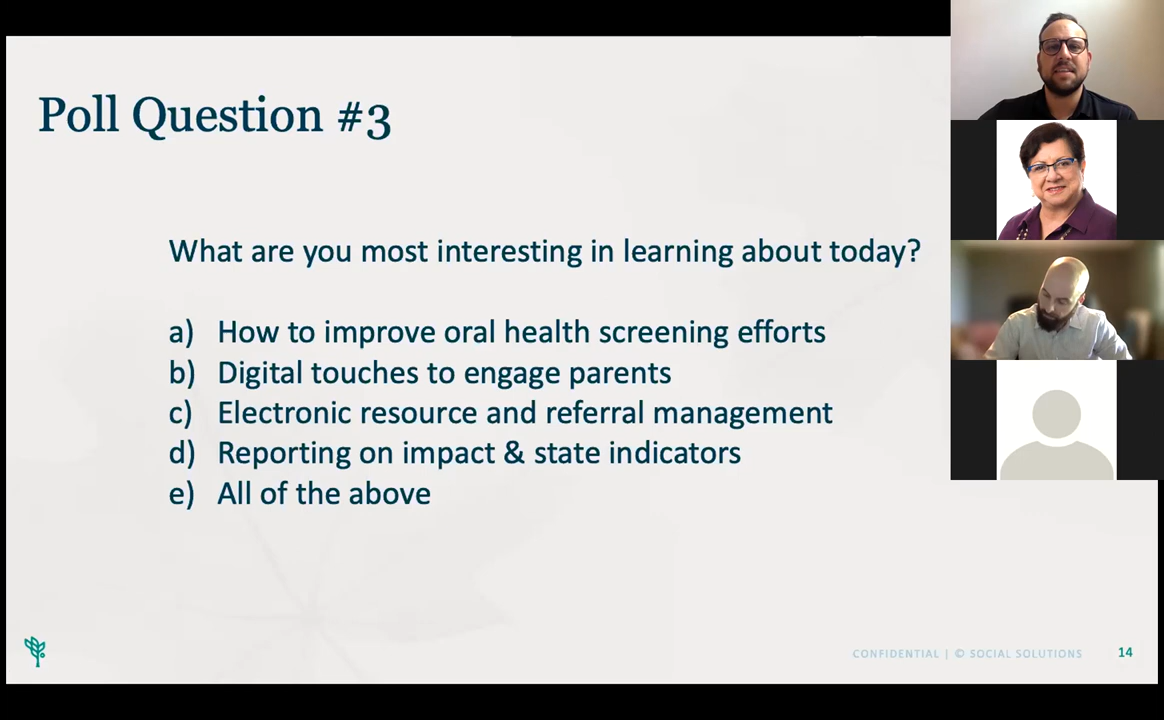 Poll Question #3
What are you most interesting in learning about today?
a) How to improve oral health screening efforts
b) Digital touches to engage parents
c) Electronic resource and referral management
d) Reporting on impact & state indicators
e) All of the above
CONFIDENTIAL | © SOCIAL SOLUTIONS 14